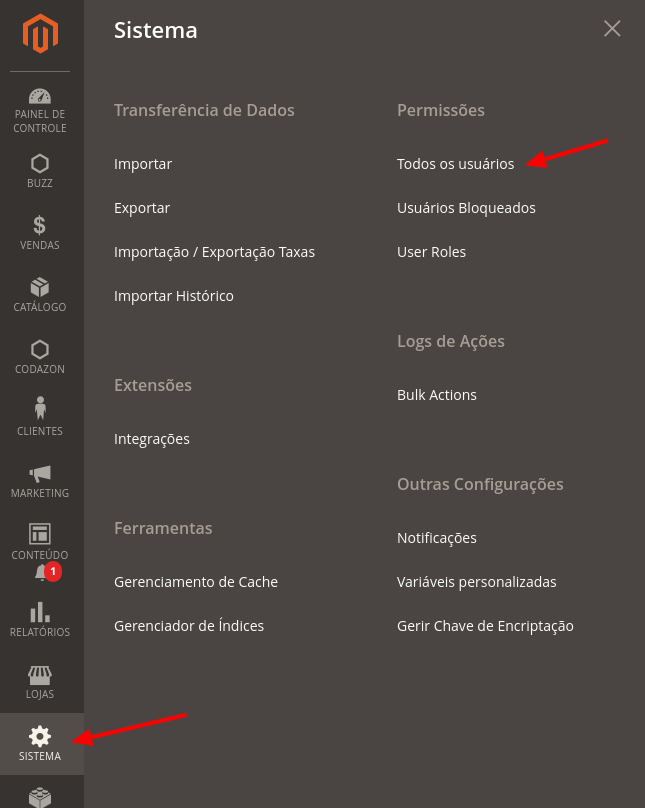 Sistema
PAINEL DE
CONTROLE
BUZZ
VENDAS
CATÁLOGO
CODAZON
CLIENTES
MARKETING
CONTEÚDO
1
RELATÓRIOS
LOJAS
SISTEMA
Transferência de Dados
Importar
Exportar
Importação / Exportação Taxas
Importar Histórico
Extensões
Integrações
Ferramentas
Gerenciamento de Cache
Gerenciador de Índices
Permissões
Todos os usuários
Usuários Bloqueados
User Roles
Logs de Ações
Bulk Actions
Outras Configurações
Notificações
Variáveis personalizadas
Gerir Chave de Encriptação